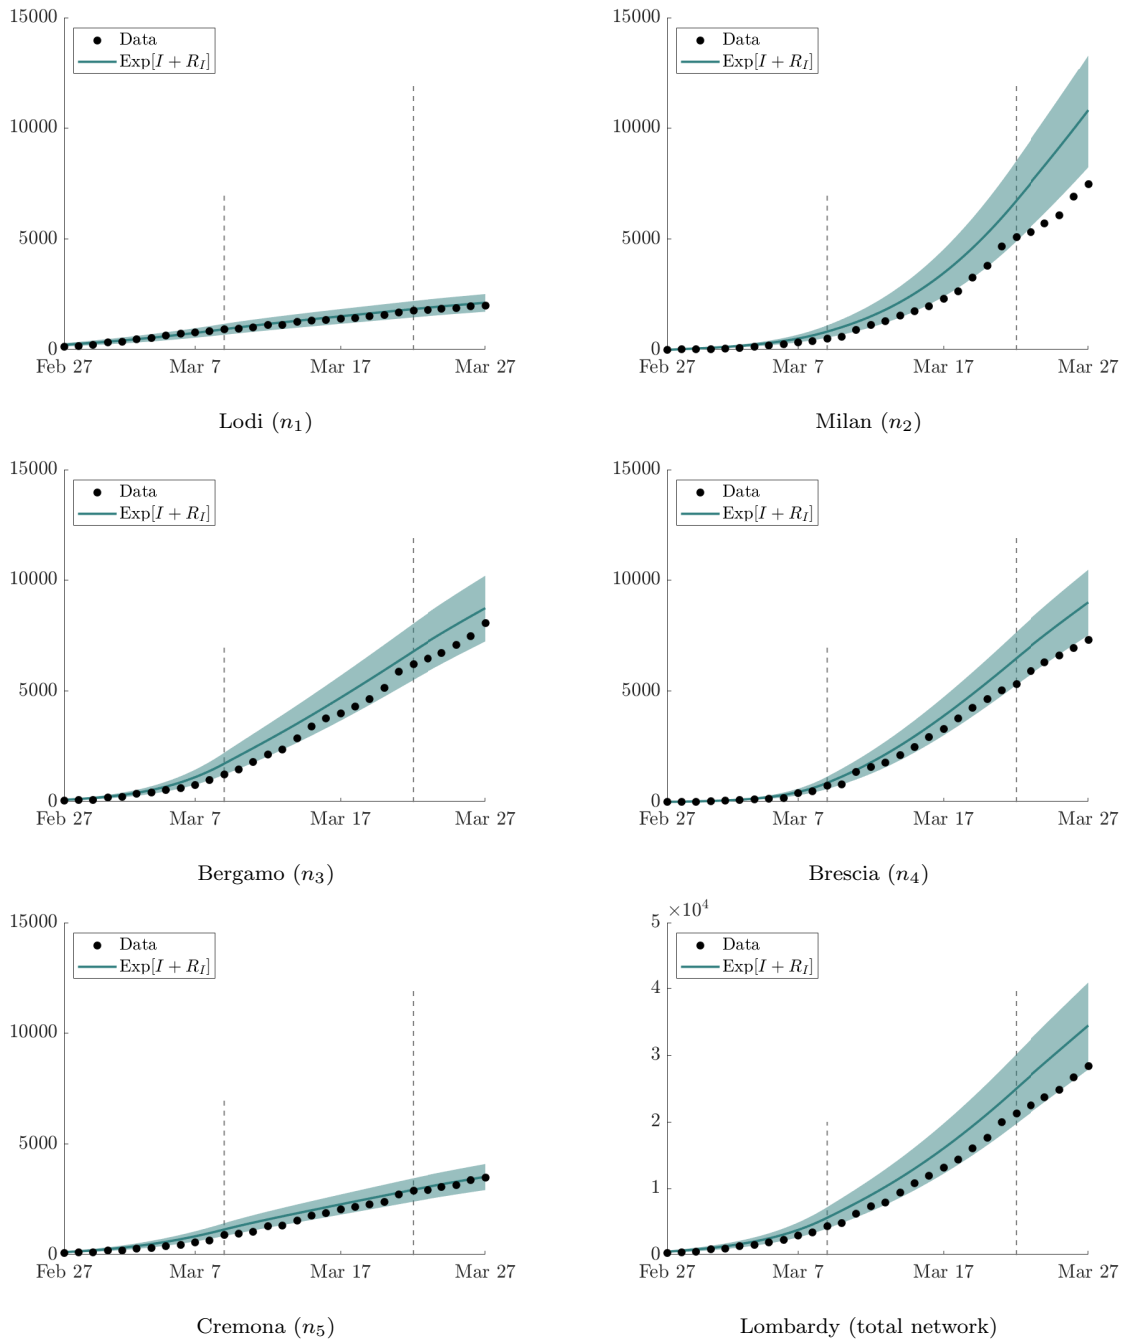 15000
Data
Exp[I + R_I]
10000
5000
0
Feb 27
Mar 7
Mar 17
Mar 27
Lodi (n_1)
15000
Data
Exp[I + R_I]
10000
5000
0
Feb 27
Mar 7
Mar 17
Mar 27
Milan (n_2)
15000
Data
Exp[I + R_I]
10000
5000
0
Feb 27
Mar 7
Mar 17
Mar 27
Bergamo (n_3)
15000
Data
Exp[I + R_I]
10000
5000
0
Feb 27
Mar 7
Mar 17
Mar 27
Brescia (n_4)
15000
Data
Exp[I + R_I]
10000
5000
0
Feb 27
Mar 7
Mar 17
Mar 27
Cremona (n_5)
×10^4
5
Data
Exp[I + R_I]
4
3
2
1
0
Feb 27
Mar 7
Mar 17
Mar 27
Lombardy (total network)